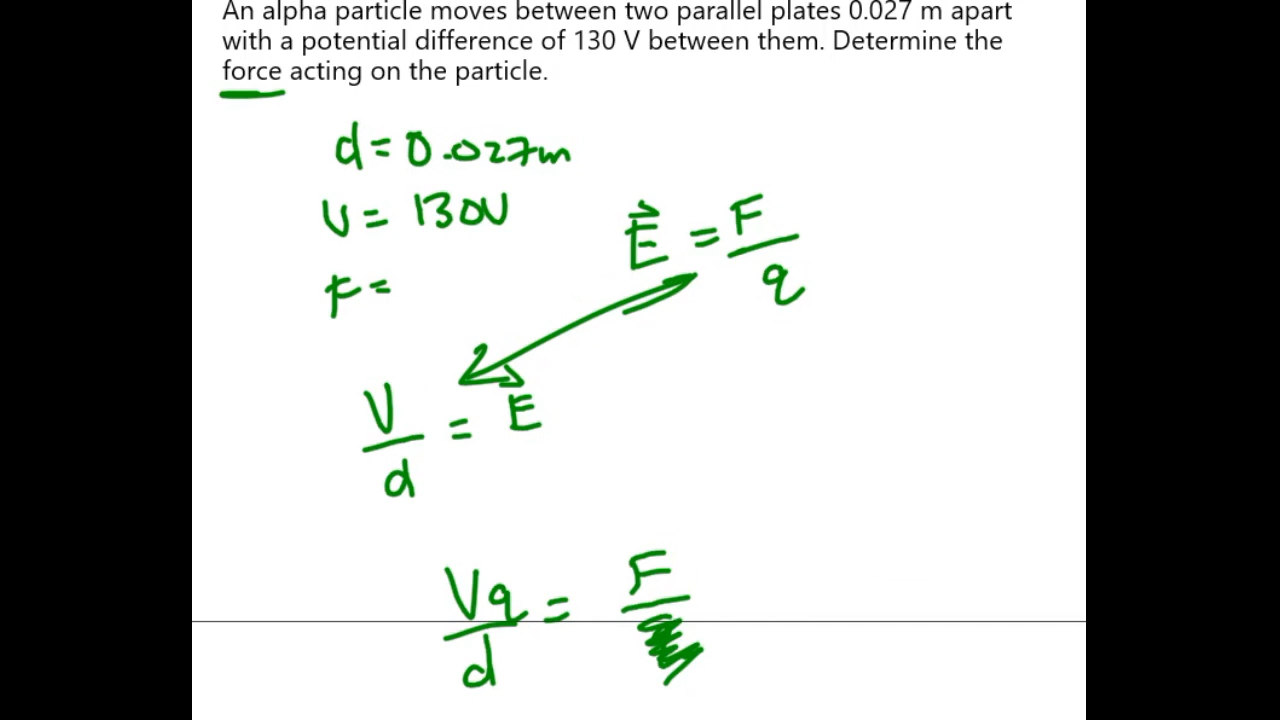 An alpha particle moves between two parallel plates 0.027 m apart
with a potential difference of 130 V between them. Determine the
force acting on the particle.
d = 0.027m
V = 130V
F =
E = F/q
V/d = E
Vq/d = F